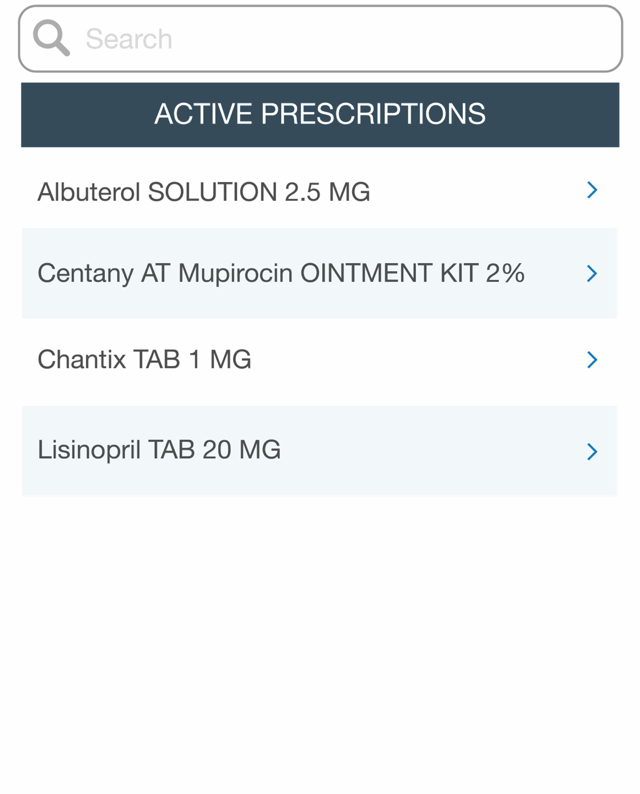 Search
ACTIVE PRESCRIPTIONS
Albuterol SOLUTION 2.5 MG
Centany AT Mupirocin OINTMENT KIT 2%
Chantix TAB 1 MG
Lisinopril TAB 20 MG